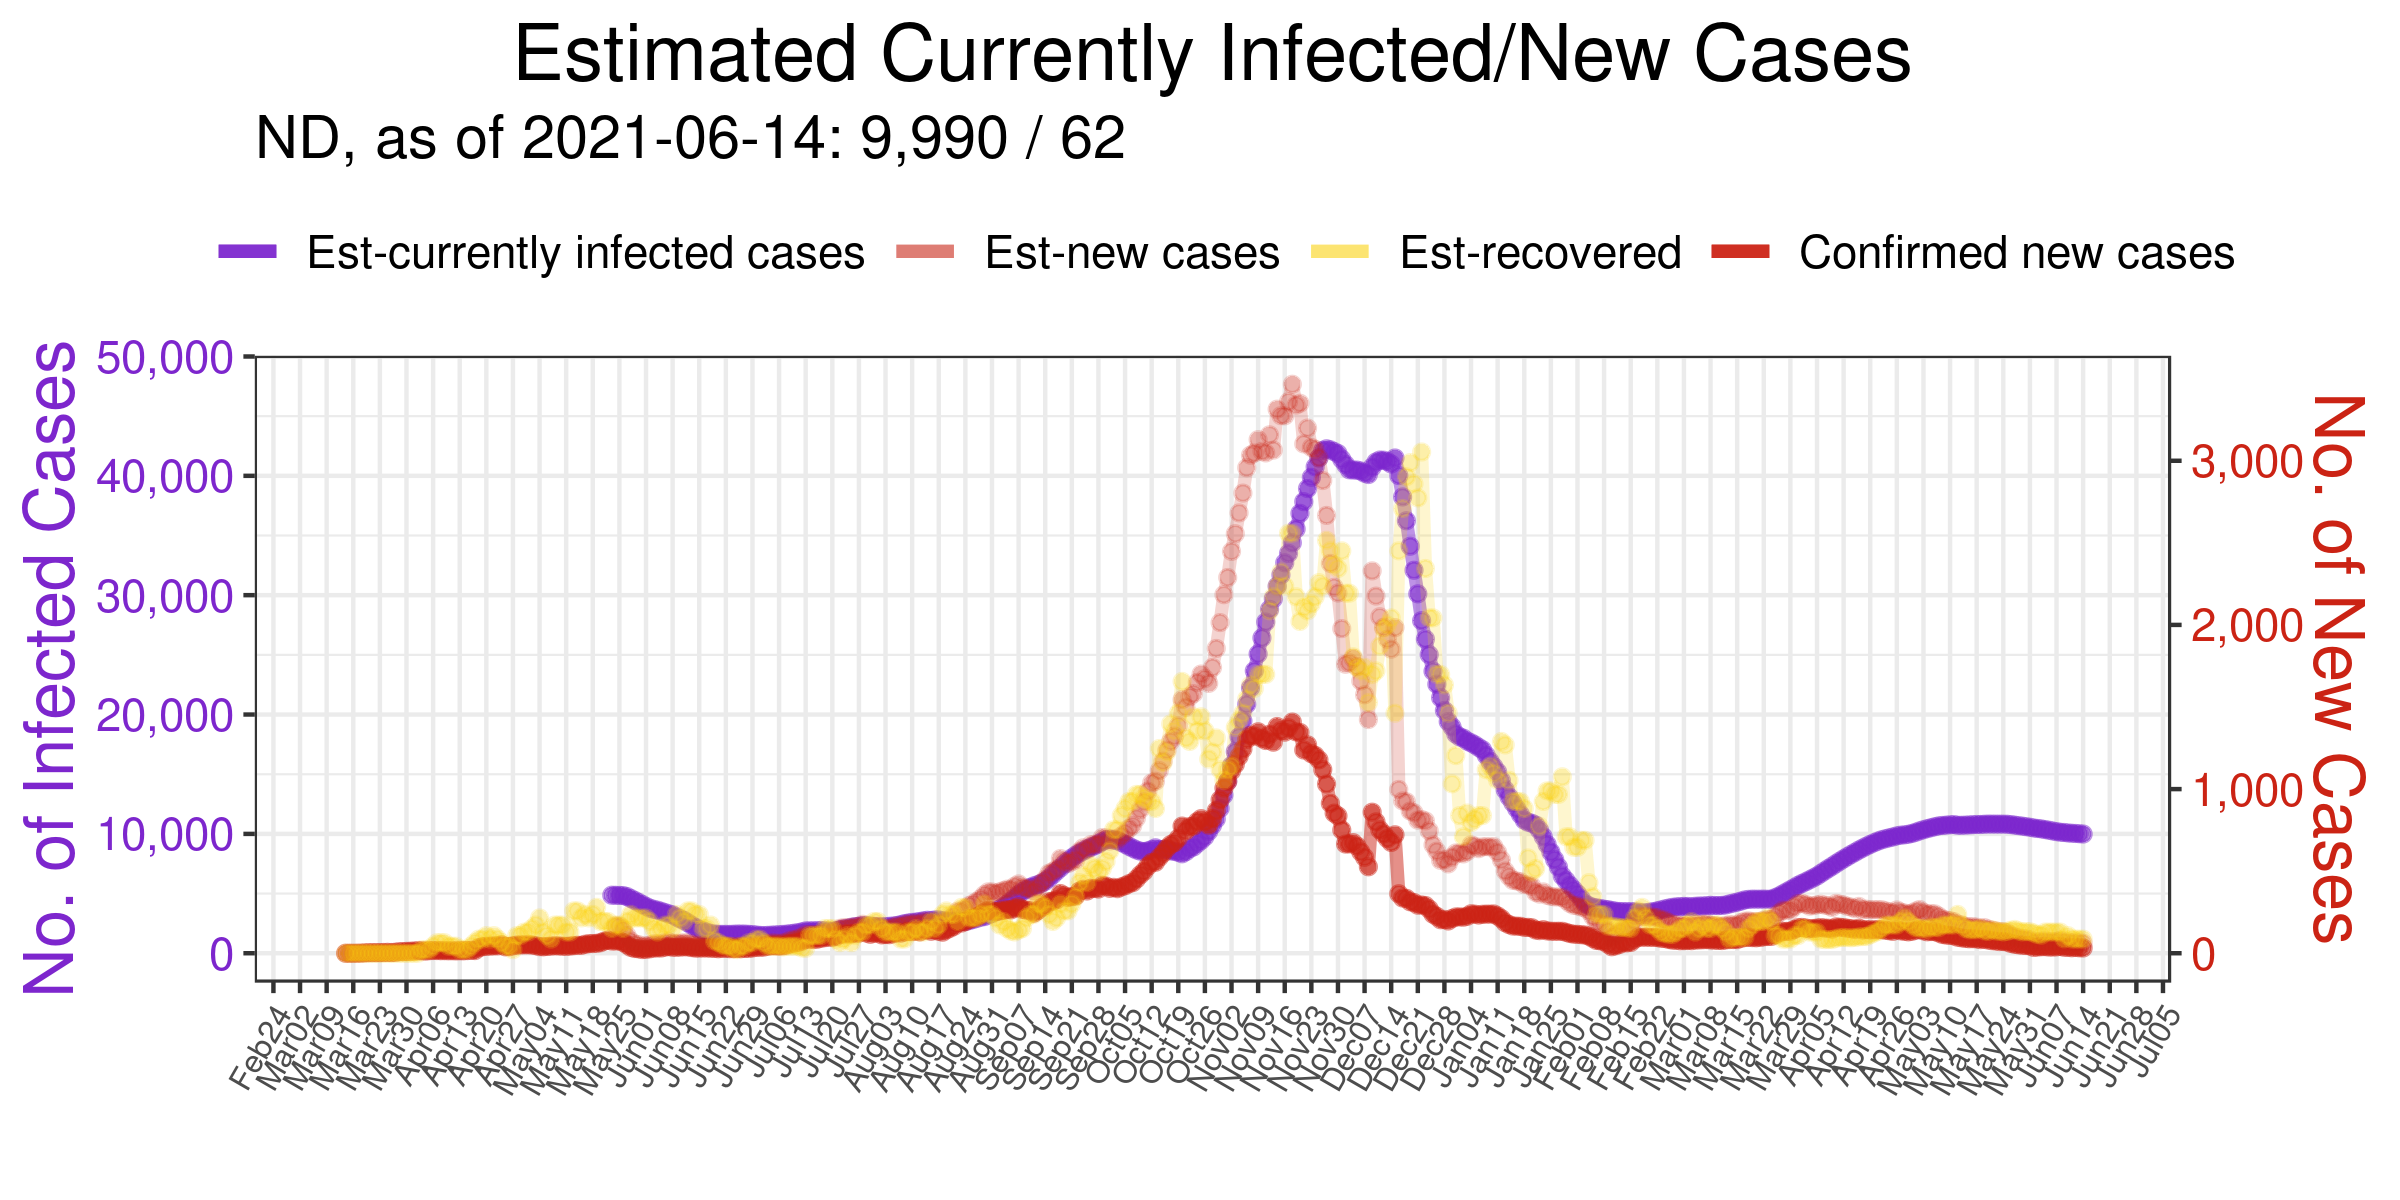 Estimated Currently Infected/New Cases
ND, as of 2021-06-14: 9,990 / 62
Est-currently infected cases Est-new cases Est-recovered Confirmed new cases
No. of Infected Cases
50,000
40,000
30,000
20,000
10,000
0
3,000
2,000
1,000
0
No. of New Cases
Feb24 Mar02 Mar09 Mar16 Mar23 Mar30 Apr06 Apr13 Apr20 Apr27 May04 May11 May18 May25 Jun01 Jun08 Jun15 Jun22 Jun29 Jul06 Jul13 Jul20 Jul27 Aug03 Aug10 Aug17 Aug24 Aug31 Sep07 Sep14 Sep21 Sep28 Oct05 Oct12 Oct19 Oct26 Nov02 Nov09 Nov16 Nov23 Nov30 Dec07 Dec14 Dec21 Dec28 Jan04 Jan11 Jan18 Jan25 Feb01 Feb08 Feb15 Feb22 Mar01 Mar08 Mar15 Mar22 Mar29 Apr05 Apr12 Apr19 Apr26 May03 May10 May17 May24 May31 Jun07 Jun14 Jun21 Jun28 Jul05